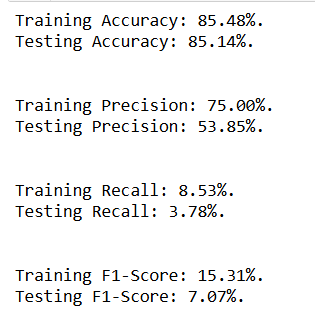 Training Accuracy: 85.48%.
Testing Accuracy: 85.14%.
Training Precision: 75.00%.
Testing Precision: 53.85%.
Training Recall: 8.53%.
Testing Recall: 3.78%.
Training F1-Score: 15.31%.
Testing F1-Score: 7.07%.